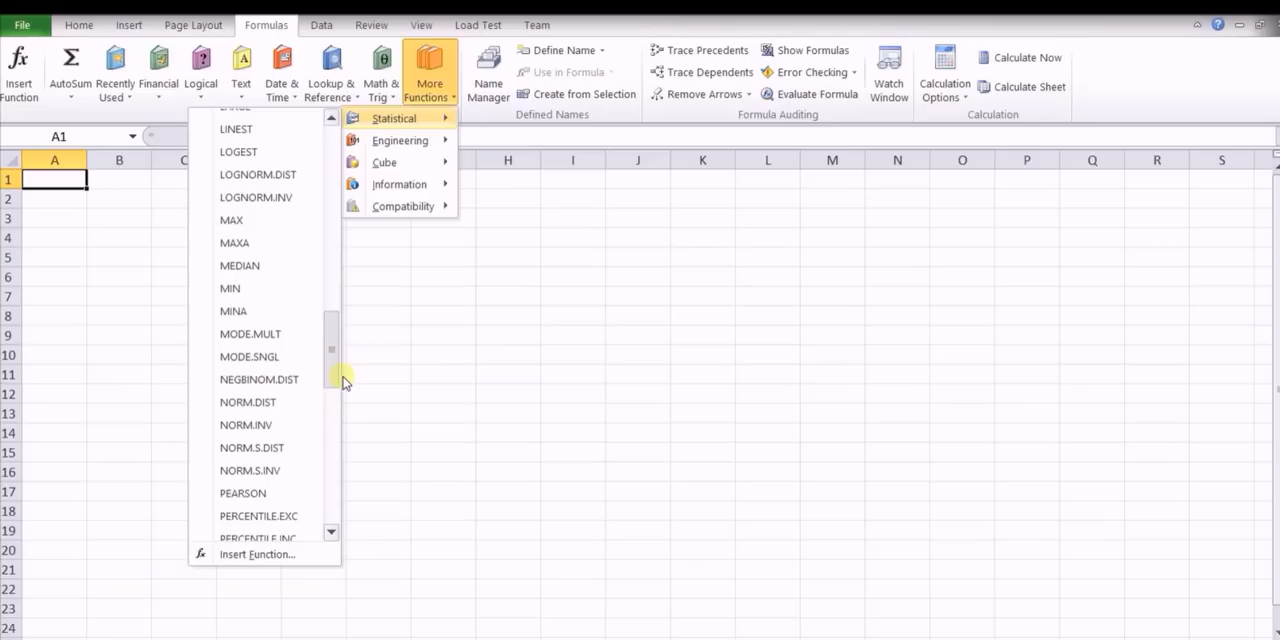 File Home Insert Page Layout Formulas Data Review View Load Test Team
fx Σ A θ
Insert Function
AutoSum
Recently Used
Financial
Logical
Text
Date & Time
Lookup & Reference
Math & Trig
More Functions
Name Manager
Define Name
Use in Formula
Create from Selection
Defined Names
Trace Precedents
Trace Dependents
Remove Arrows
Show Formulas
Error Checking
Evaluate Formula
Watch Window
Formula Auditing
Calculation Options
Calculate Now
Calculate Sheet
Calculation
A1
A B C H I J K L M N O P Q R S
1
2
3
4
5
6
7
8
9
10
11
12
13
14
15
16
17
18
19
20
21
22
23
24
Statistical
Engineering
Cube
Information
Compatibility
LARGE
LINEST
LOGEST
LOGNORM.DIST
LOGNORM.INV
MAX
MAXA
MEDIAN
MIN
MINA
MODE.MULT
MODE.SNGL
NEGBINOM.DIST
NORM.DIST
NORM.INV
NORM.S.DIST
NORM.S.INV
PEARSON
PERCENTILE.EXC
PERCENTILE.INC
fx Insert Function...